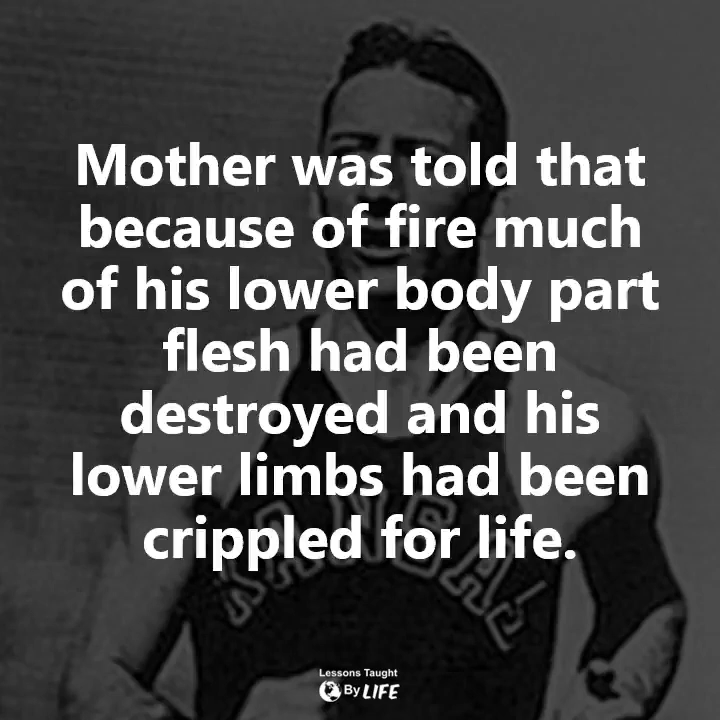 Mother was told that
because of fire much
of his lower body part
flesh had been
destroyed and his
lower limbs had been
crippled for life.
KANSAS
Lessons Taught
By LIFE